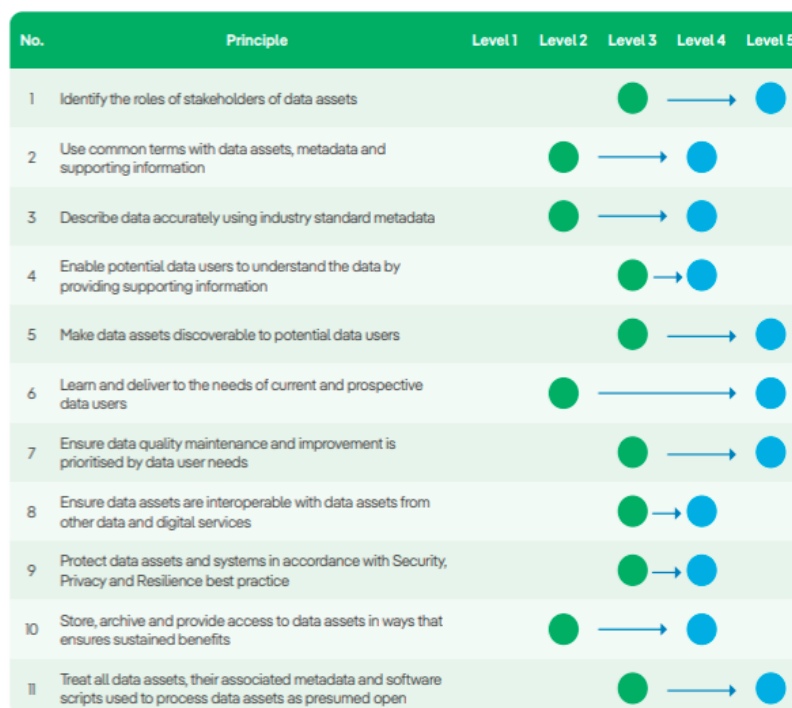 No. Principle Level 1 Level 2 Level 3 Level 4 Level 5
1 Identify the roles of stakeholders of data assets
2 Use common terms with data assets, metadata and
supporting information
3 Describe data accurately using industry standard metadata
4 Enable potential data users to understand the data by
providing supporting information
5 Make data assets discoverable to potential data users
6 Learn and deliver to the needs of current and prospective
data users
7 Ensure data quality maintenance and improvement is
prioritised by data user needs
8 Ensure data assets are interoperable with data assets from
other data and digital services
9 Protect data assets and systems in accordance with Security,
Privacy and Resilience best practice
10 Store, archive and provide access to data assets in ways that
ensures sustained benefits
11 Treat all data assets, their associated metadata and software
scripts used to process data assets as presumed open